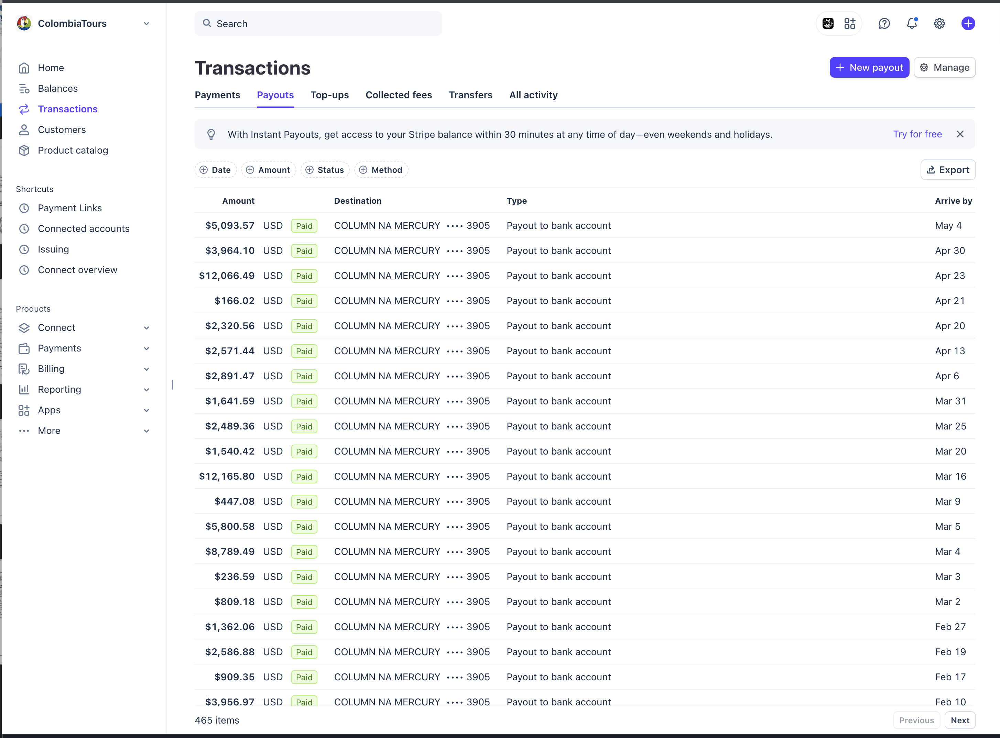 ColombiaTours
Search
Home
Balances
Transactions
Customers
Product catalog
Shortcuts
Payment Links
Connected accounts
Issuing
Connect overview
Products
Connect
Payments
Billing
Reporting
Apps
More
Transactions
New payout
Manage
Payments Payouts Top-ups Collected fees Transfers All activity
With Instant Payouts, get access to your Stripe balance within 30 minutes at any time of day—even weekends and holidays. Try for free
Date Amount Status Method Export
Amount Destination Type Arrive by
$5,093.57 USD Paid COLUMN NA MERCURY •••• 3905 Payout to bank account May 4
$3,964.10 USD Paid COLUMN NA MERCURY •••• 3905 Payout to bank account Apr 30
$12,066.49 USD Paid COLUMN NA MERCURY •••• 3905 Payout to bank account Apr 23
$166.02 USD Paid COLUMN NA MERCURY •••• 3905 Payout to bank account Apr 21
$2,320.56 USD Paid COLUMN NA MERCURY •••• 3905 Payout to bank account Apr 20
$2,571.44 USD Paid COLUMN NA MERCURY •••• 3905 Payout to bank account Apr 13
$2,891.47 USD Paid COLUMN NA MERCURY •••• 3905 Payout to bank account Apr 6
$1,641.59 USD Paid COLUMN NA MERCURY •••• 3905 Payout to bank account Mar 31
$2,489.36 USD Paid COLUMN NA MERCURY •••• 3905 Payout to bank account Mar 25
$1,540.42 USD Paid COLUMN NA MERCURY •••• 3905 Payout to bank account Mar 20
$12,165.80 USD Paid COLUMN NA MERCURY •••• 3905 Payout to bank account Mar 16
$447.08 USD Paid COLUMN NA MERCURY •••• 3905 Payout to bank account Mar 9
$5,800.58 USD Paid COLUMN NA MERCURY •••• 3905 Payout to bank account Mar 5
$8,789.49 USD Paid COLUMN NA MERCURY •••• 3905 Payout to bank account Mar 4
$236.59 USD Paid COLUMN NA MERCURY •••• 3905 Payout to bank account Mar 3
$809.18 USD Paid COLUMN NA MERCURY •••• 3905 Payout to bank account Mar 2
$1,362.06 USD Paid COLUMN NA MERCURY •••• 3905 Payout to bank account Feb 27
$2,586.88 USD Paid COLUMN NA MERCURY •••• 3905 Payout to bank account Feb 19
$909.35 USD Paid COLUMN NA MERCURY •••• 3905 Payout to bank account Feb 17
$3,956.97 USD Paid COLUMN NA MERCURY •••• 3905 Payout to bank account Feb 10
465 items Previous Next